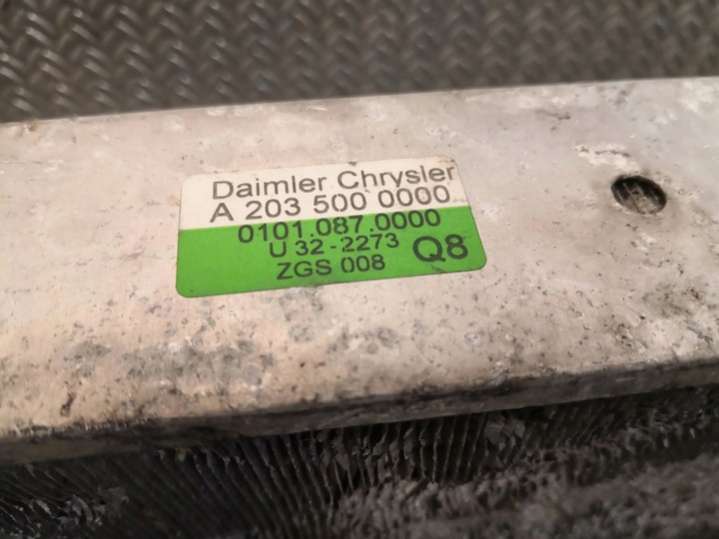 Daimler Chrysler
A 203 500 0000
0101.087.0000
U 32-2273 Q8
ZGS 008